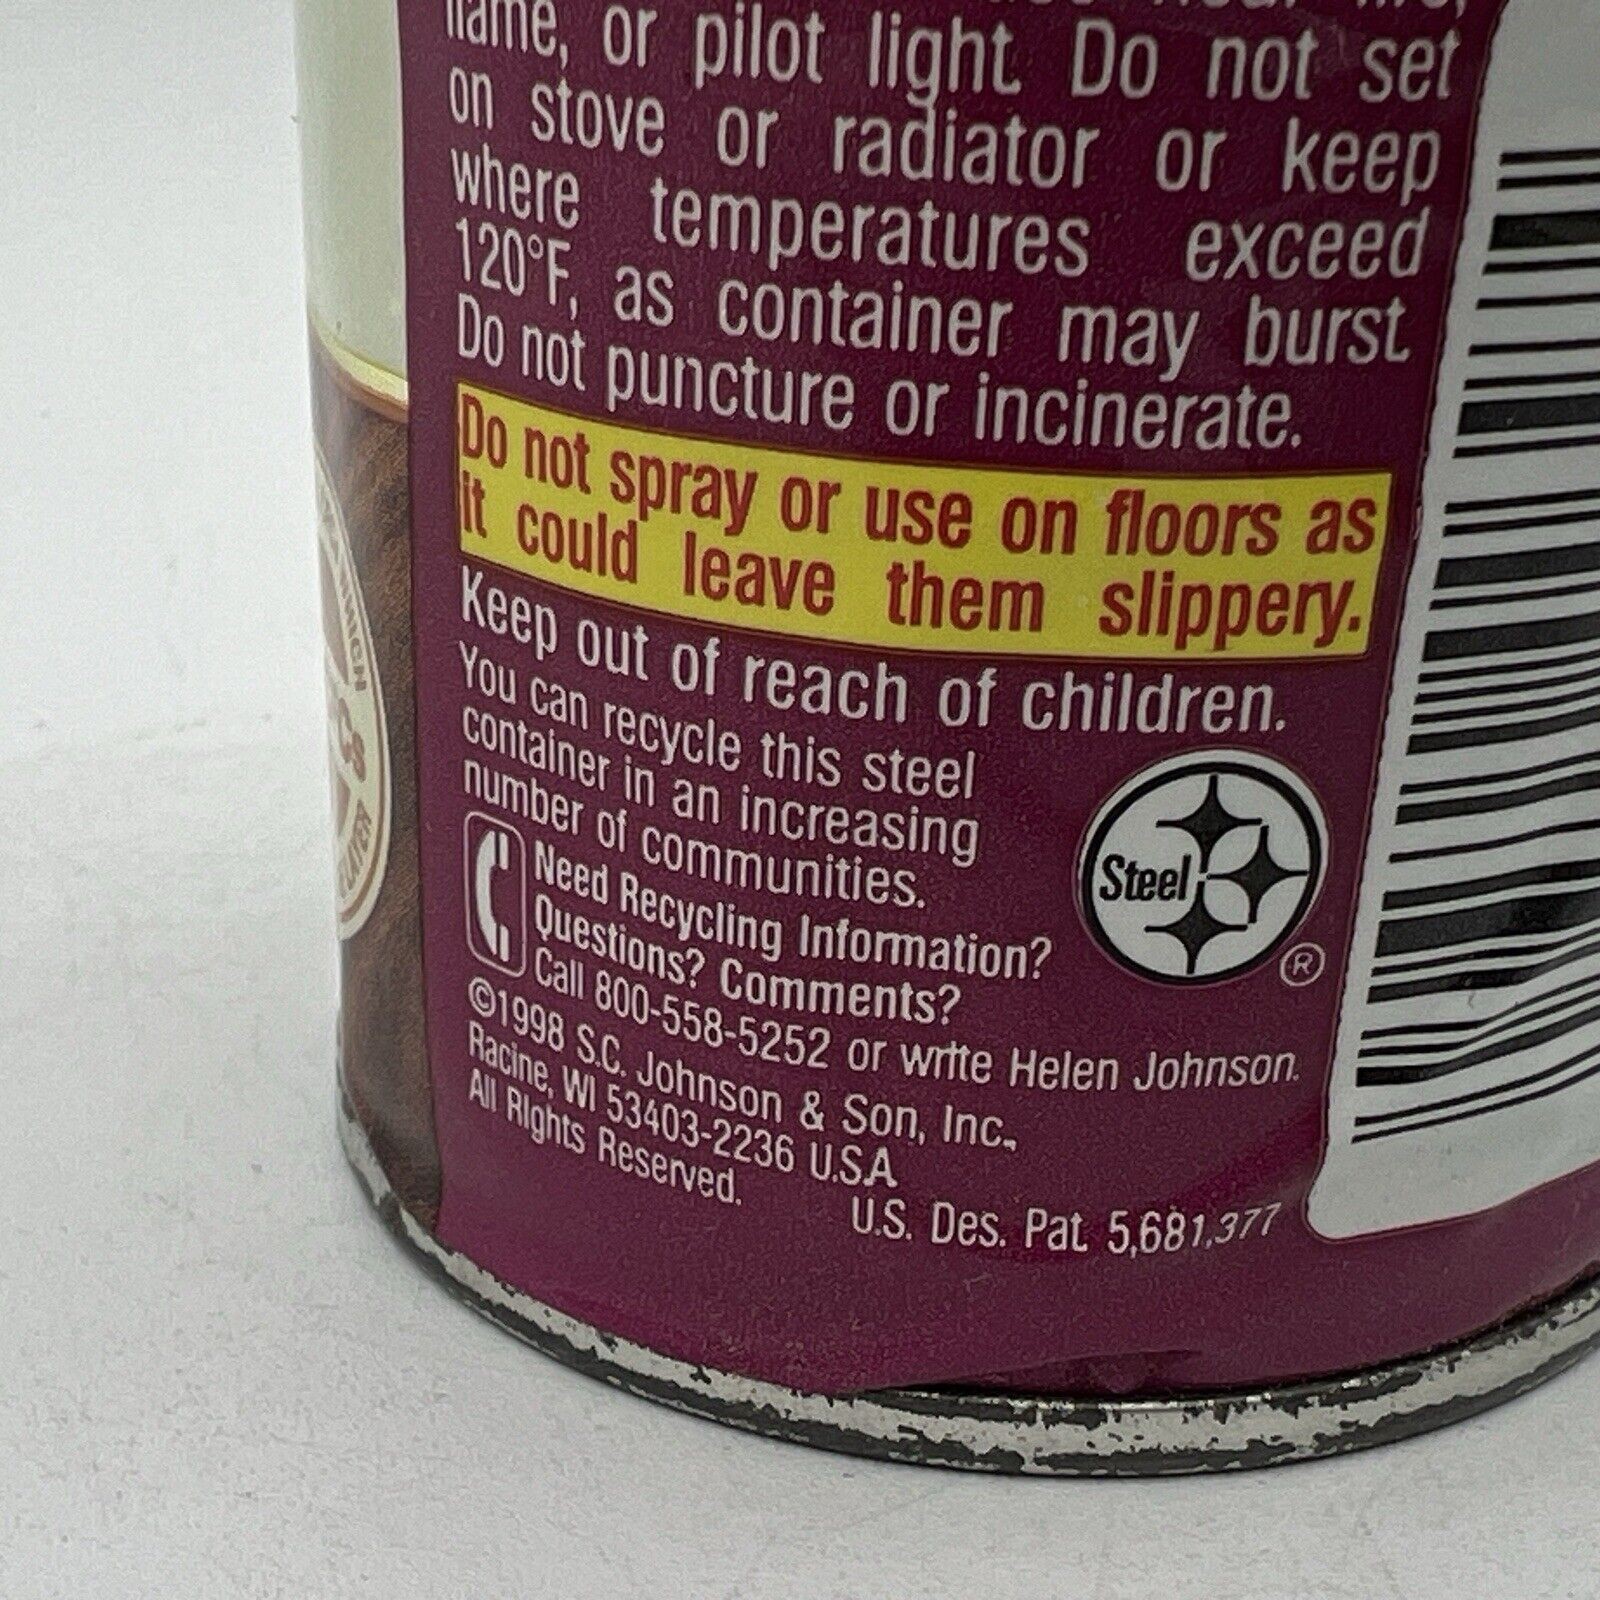 flame, or pilot light. Do not set
on stove or radiator or keep
where temperatures exceed
120°F, as container may burst.
Do not puncture or incinerate.
Do not spray or use on floors as
it could leave them slippery.
Keep out of reach of children.
You can recycle this steel
container in an increasing
number of communities.
Steel
®
Need Recycling Information?
Questions? Comments?
Call 800-558-5252 or write Helen Johnson.
©1998 S.C. Johnson & Son, Inc.,
Racine, WI 53403-2236 U.S.A.
All Rights Reserved.
U.S. Des. Pat. 5,681,377